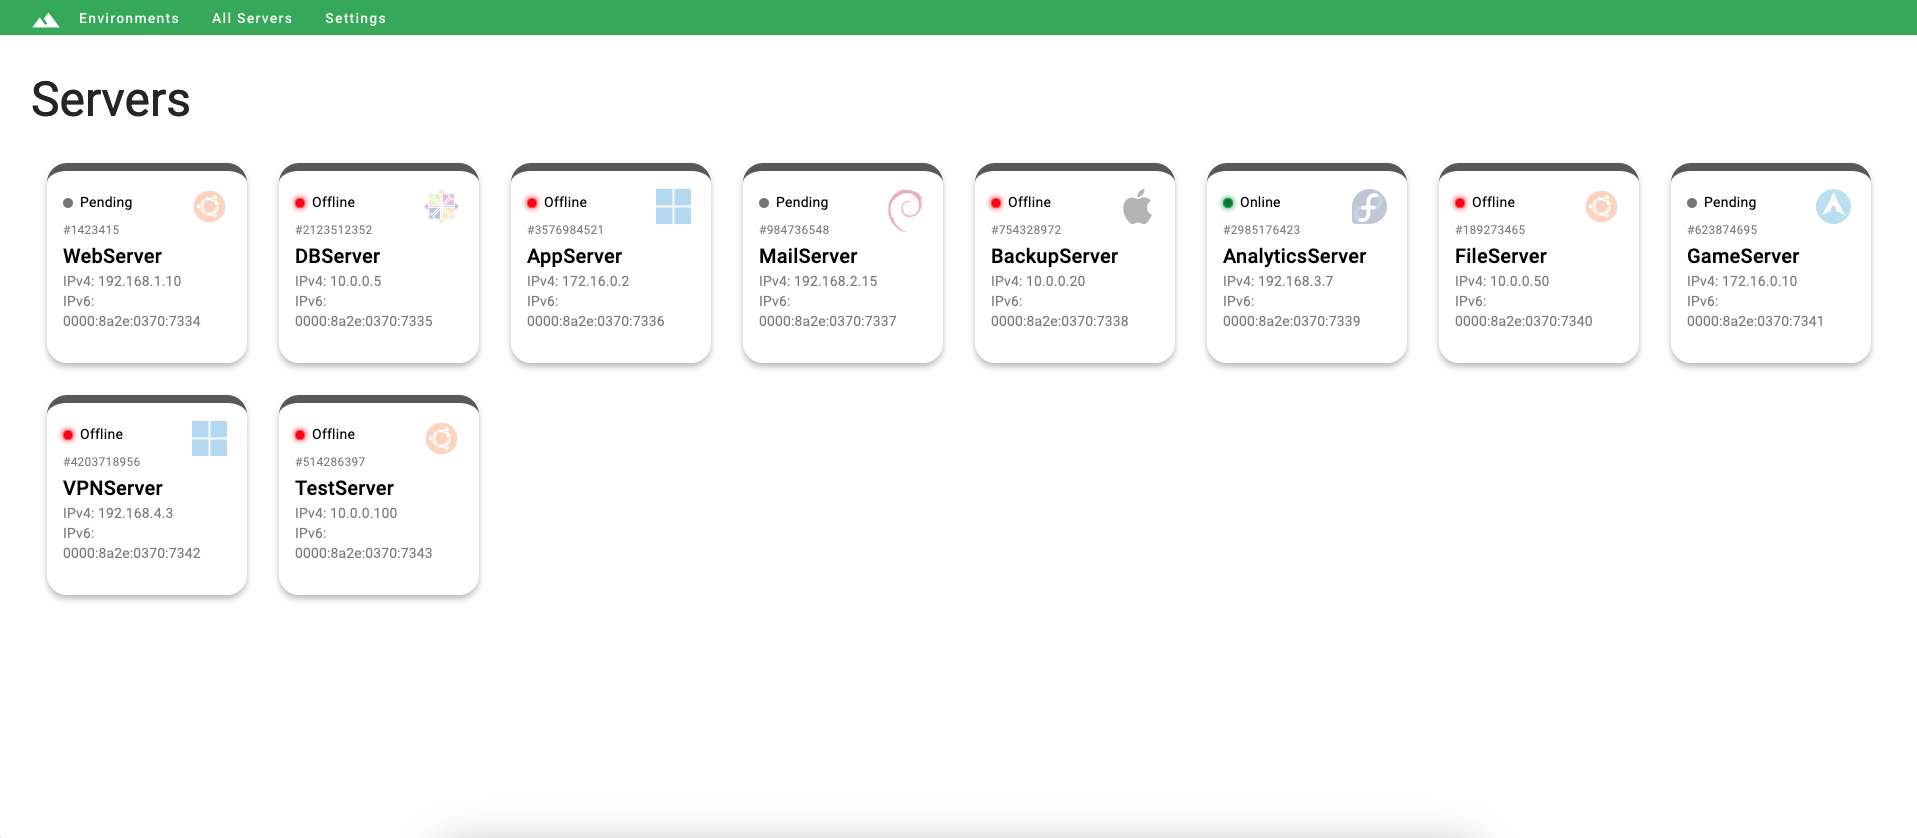 Environments
All Servers
Settings
Servers
Pending
#1423415
WebServer
IPv4: 192.168.1.10
IPv6:
0000:8a2e:0370:7334
Offline
#2123512352
DBServer
IPv4: 10.0.0.5
IPv6:
0000:8a2e:0370:7335
Offline
#3576984521
AppServer
IPv4: 172.16.0.2
IPv6:
0000:8a2e:0370:7336
Pending
#984736548
MailServer
IPv4: 192.168.2.15
IPv6:
0000:8a2e:0370:7337
Offline
#754328972
BackupServer
IPv4: 10.0.0.20
IPv6:
0000:8a2e:0370:7338
Online
#2985176423
AnalyticsServer
IPv4: 192.168.3.7
IPv6:
0000:8a2e:0370:7339
Offline
#189273465
FileServer
IPv4: 10.0.0.50
IPv6:
0000:8a2e:0370:7340
Pending
#623874695
GameServer
IPv4: 172.16.0.10
IPv6:
0000:8a2e:0370:7341
Offline
#4203718956
VPNServer
IPv4: 192.168.4.3
IPv6:
0000:8a2e:0370:7342
Offline
#514286397
TestServer
IPv4: 10.0.0.100
IPv6:
0000:8a2e:0370:7343